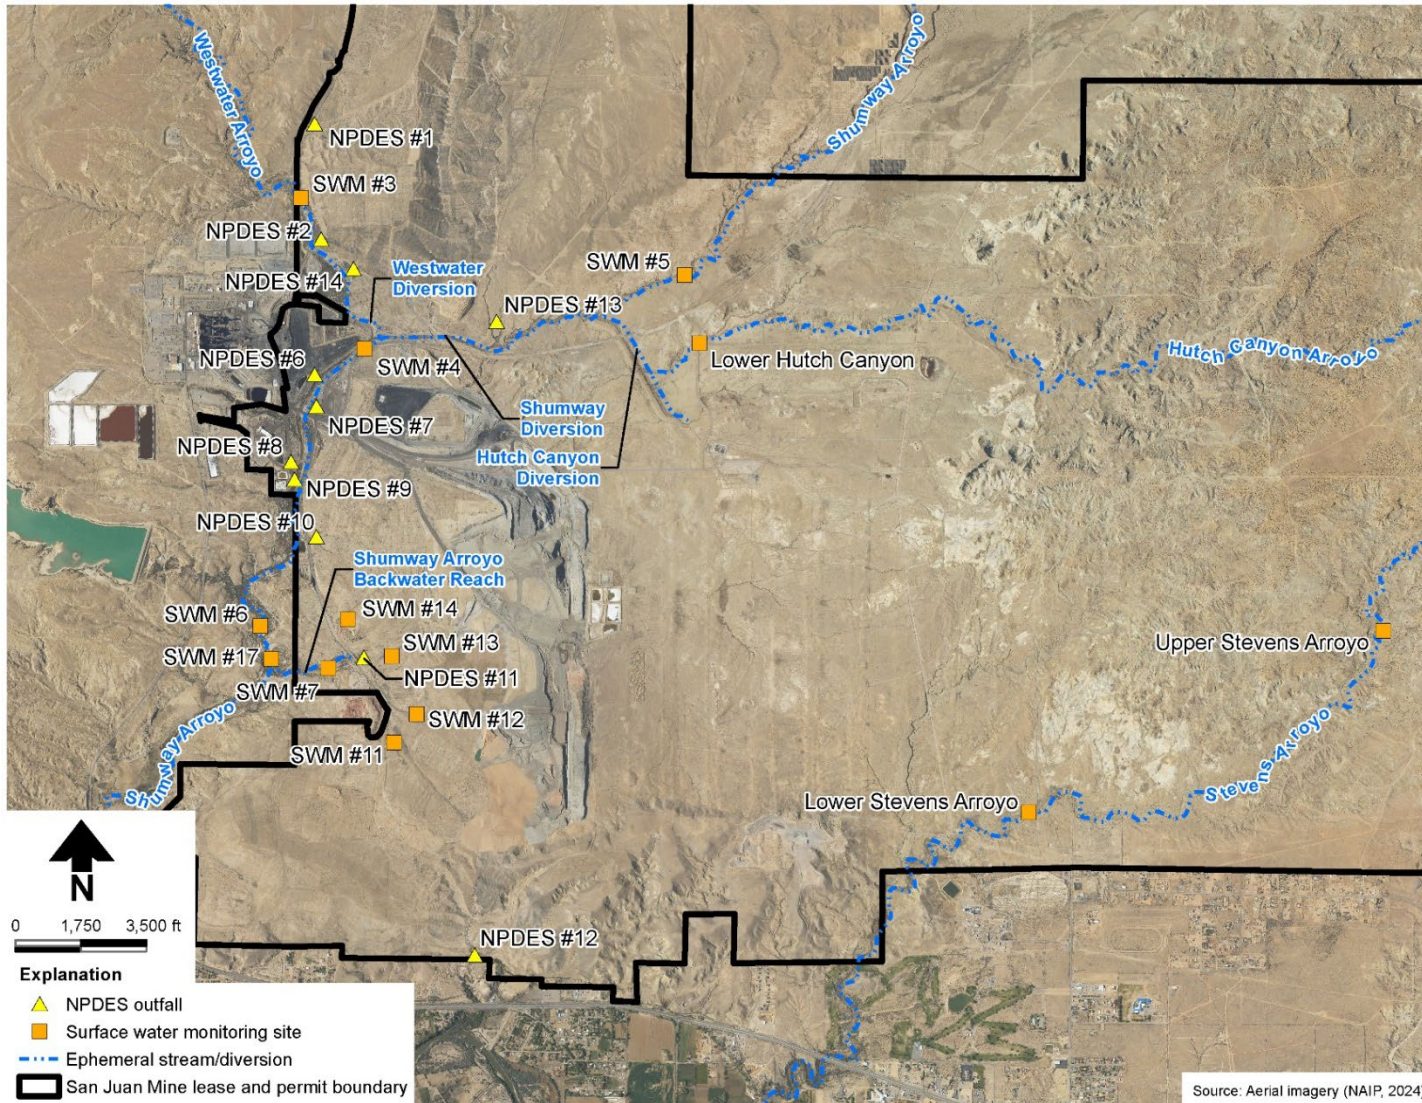 Westwater Arroyo
Shumway Arroyo
NPDES #1
SWM #3
NPDES #2
NPDES #14
Westwater
Diversion
SWM #5
NPDES #13
NPDES #6
SWM #4
Lower Hutch Canyon
Hutch Canyon Arroyo
NPDES #7
Shumway
Diversion
NPDES #8
Hutch Canyon
Diversion
NPDES #9
NPDES #10
Shumway Arroyo
Backwater Reach
SWM #6
SWM #14
SWM #17
SWM #13
Upper Stevens Arroyo
NPDES #11
SWM #7
SWM #12
SWM #11
Shumway Arroyo
Lower Stevens Arroyo
Stevens Arroyo
NPDES #12
N
0 1,750 3,500 ft
Explanation
NPDES outfall
Surface water monitoring site
Ephemeral stream/diversion
San Juan Mine lease and permit boundary
Source: Aerial imagery (NAIP, 2024)